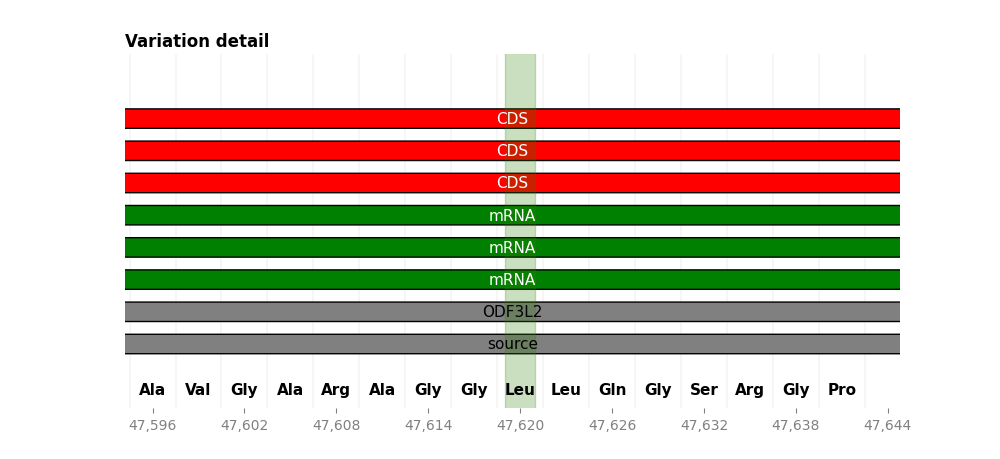 Variation detail
CDS
CDS
CDS
mRNA
mRNA
mRNA
ODF3L2
source
Ala Val Gly Ala Arg Ala Gly Gly Leu Leu Gln Gly Ser Arg Gly Pro
47,596 47,602 47,608 47,614 47,620 47,626 47,632 47,638 47,644